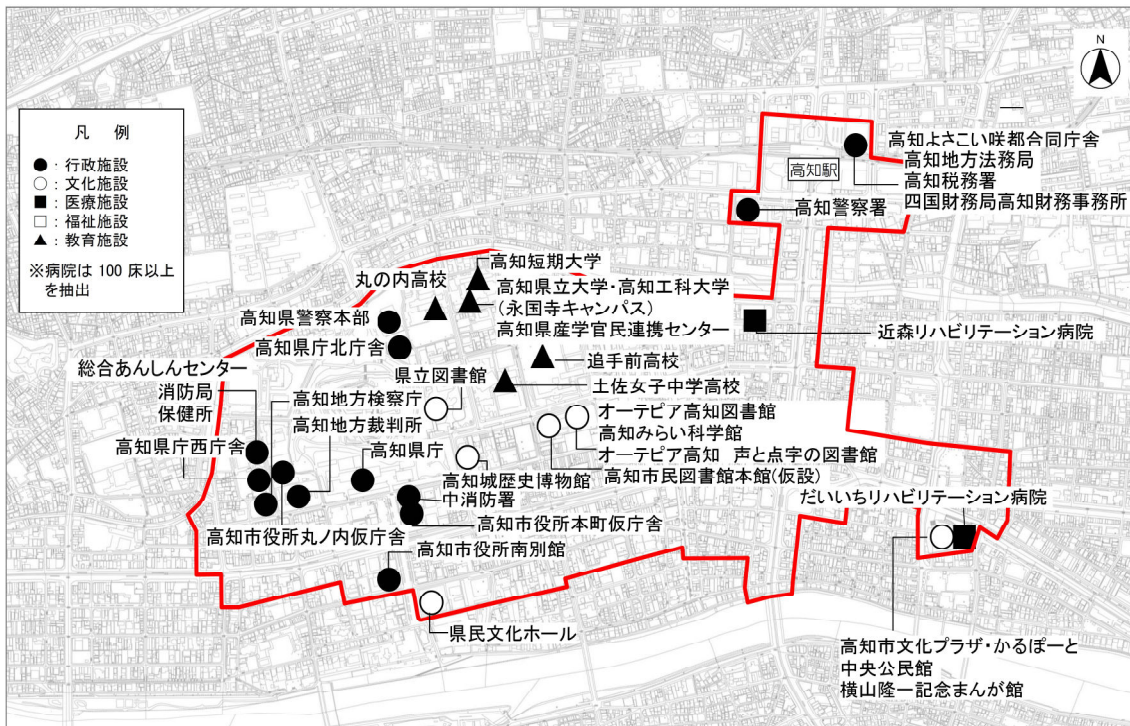 N
凡 例
●：行政施設
○：文化施設
■：医療施設
□：福祉施設
▲：教育施設
※病院は 100 床以上
を抽出
高知よさこい咲都合同庁舎
高知地方法務局
高知税務署
四国財務局高知財務事務所
高知駅
高知警察署
高知短期大学
丸の内高校
高知県立大学・高知工科大学
(永国寺キャンパス)
高知県産学官民連携センター
高知県警察本部
近森リハビリテーション病院
高知県庁北庁舎
追手前高校
総合あんしんセンター
消防局
保健所
県立図書館
土佐女子中学高校
高知地方検察庁
高知地方裁判所
オーテピア高知図書館
高知みらい科学館
オーテピア高知 声と点字の図書館
高知市民図書館本館(仮設)
高知県庁西庁舎
高知県庁
高知城歴史博物館
中消防署
だいいちリハビリテーション病院
高知市役所丸ノ内仮庁舎
高知市役所本町仮庁舎
高知市役所南別館
県民文化ホール
高知市文化プラザ・かるぽーと
中央公民館
横山隆一記念まんが館